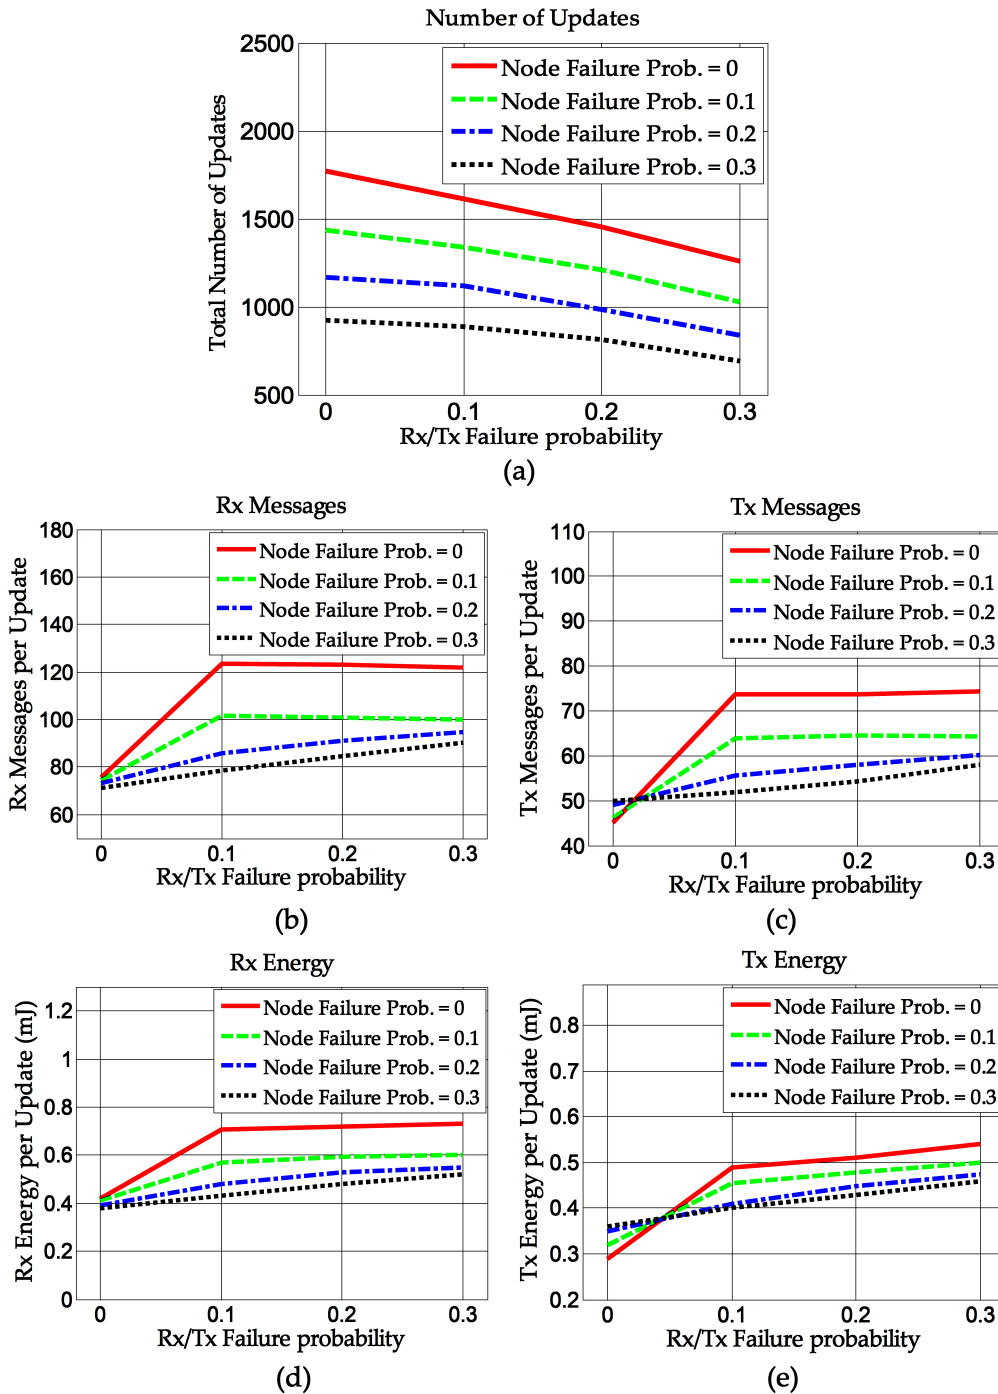 Number of Updates
2500
2000
1500
1000
500
Total Number of Updates
Node Failure Prob. = 0
Node Failure Prob. = 0.1
Node Failure Prob. = 0.2
Node Failure Prob. = 0.3
0 0.1 0.2 0.3
Rx/Tx Failure probability
(a)
Rx Messages
180
160
140
120
100
80
60
Rx Messages per Update
Node Failure Prob. = 0
Node Failure Prob. = 0.1
Node Failure Prob. = 0.2
Node Failure Prob. = 0.3
0 0.1 0.2 0.3
Rx/Tx Failure probability
(b)
Tx Messages
110
100
90
80
70
60
50
40
Tx Messages per Update
Node Failure Prob. = 0
Node Failure Prob. = 0.1
Node Failure Prob. = 0.2
Node Failure Prob. = 0.3
0 0.1 0.2 0.3
Rx/Tx Failure probability
(c)
Rx Energy
1.2
1
0.8
0.6
0.4
0.2
0
Rx Energy per Update (mJ)
Node Failure Prob. = 0
Node Failure Prob. = 0.1
Node Failure Prob. = 0.2
Node Failure Prob. = 0.3
0 0.1 0.2 0.3
Rx/Tx Failure probability
(d)
Tx Energy
0.8
0.7
0.6
0.5
0.4
0.3
0.2
Tx Energy per Update (mJ)
Node Failure Prob. = 0
Node Failure Prob. = 0.1
Node Failure Prob. = 0.2
Node Failure Prob. = 0.3
0 0.1 0.2 0.3
Rx/Tx Failure probability
(e)